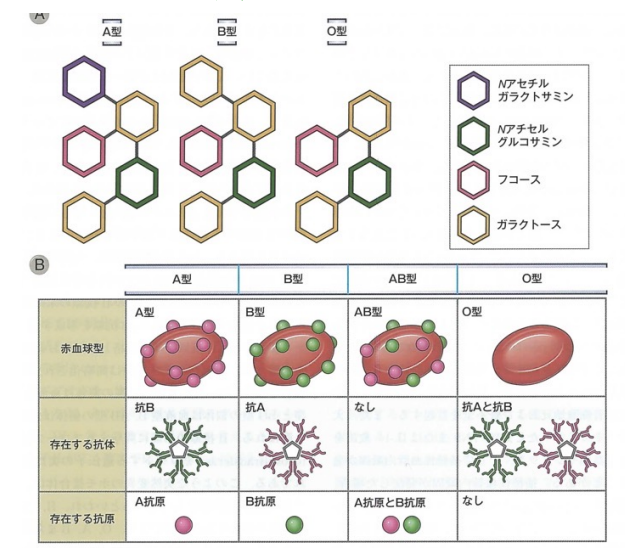 A
A型 B型 O型
Nアセチル
ガラクトサミン
Nアチセル
グルコサミン
フコース
ガラクトース
B
A型 B型 AB型 O型
赤血球型
A型 B型 AB型 O型
存在する抗体
抗B 抗A なし 抗AとB
存在する抗原
A抗原 B抗原 A抗原とB抗原 なし